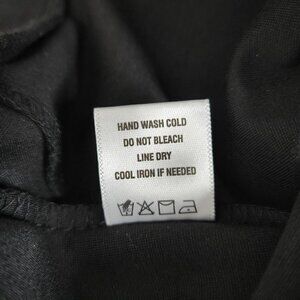 HAND WASH COLD
DO NOT BLEACH
LINE DRY
COOL IRON IF NEEDED